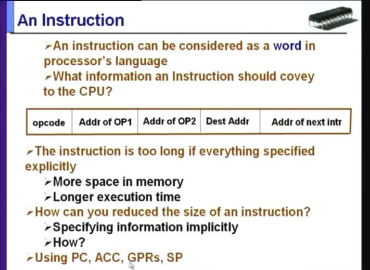 An Instruction
➢An instruction can be considered as a word in
processor's language
➢What information an Instruction should covey
to the CPU?
opcode Addr of OP1 Addr of OP2 Dest Addr Addr of next intr
➢The instruction is too long if everything specified
explicitly
➢More space in memory
➢Longer execution time
➢How can you reduced the size of an instruction?
➢Specifying information implicitly
➢How?
➢Using PC, ACC, GPRs, SP